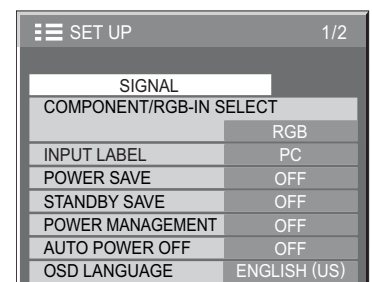 SET UP 1/2
SIGNAL
COMPONENT/RGB-IN SELECT
RGB
INPUT LABEL PC
POWER SAVE OFF
STANDBY SAVE OFF
POWER MANAGEMENT OFF
AUTO POWER OFF OFF
OSD LANGUAGE ENGLISH (US)